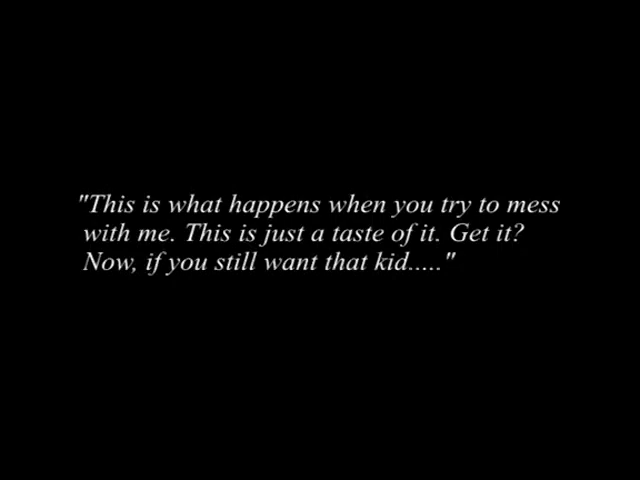 "This is what happens when you try to mess
with me. This is just a taste of it. Get it?
Now, if you still want that kid....."